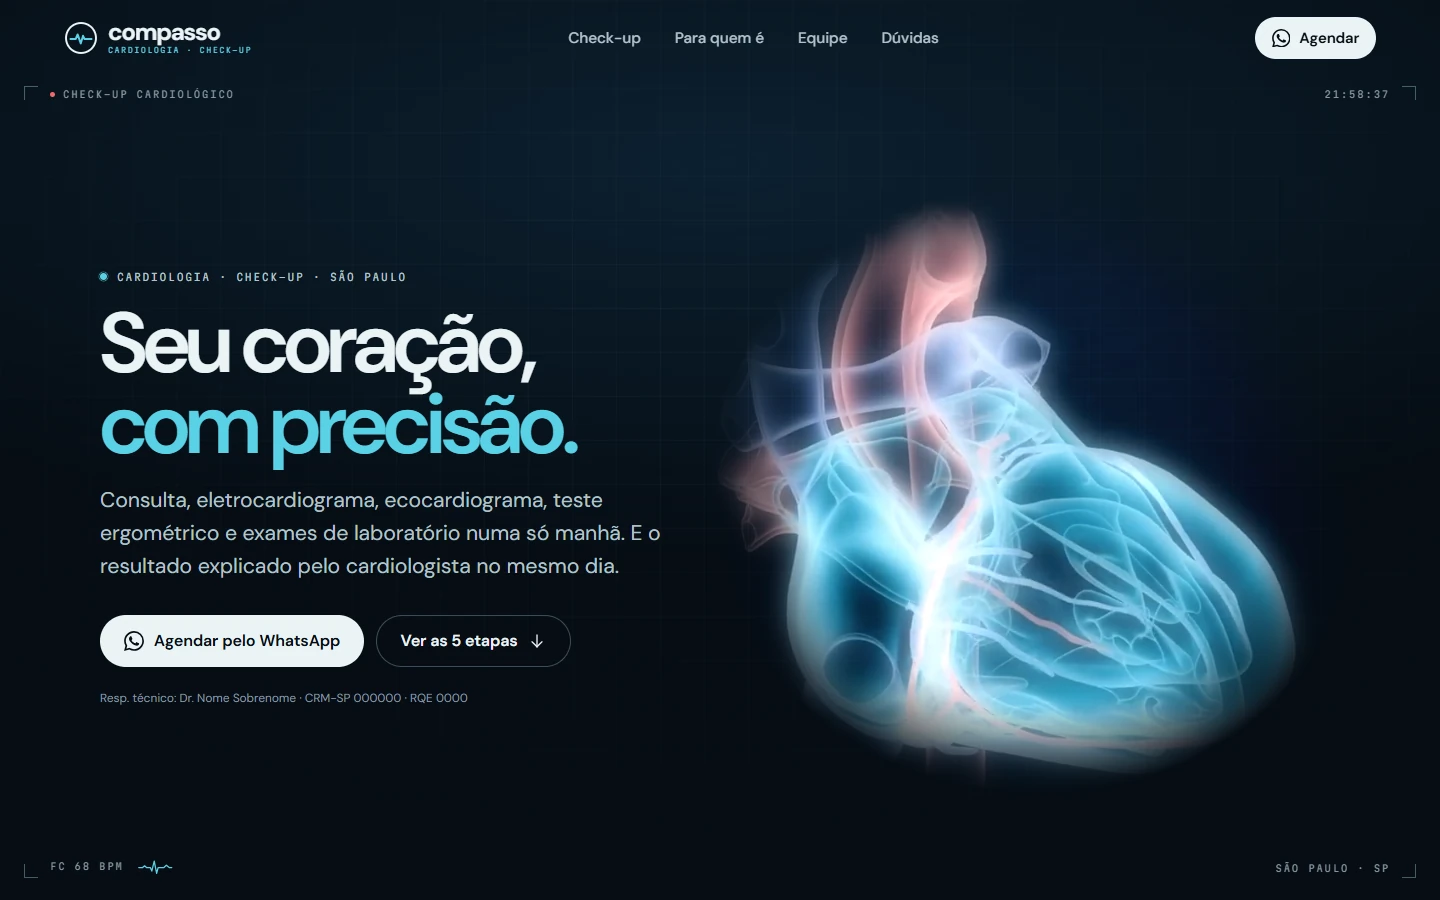 compasso
CARDIOLOGIA · CHECK-UP
Check-up
Para quem é
Equipe
Dúvidas
Agendar
CHECK-UP CARDIOLÓGICO
21:58:37
CARDIOLOGIA · CHECK-UP · SÃO PAULO
Seu coração,
com precisão.
Consulta, eletrocardiograma, ecocardiograma, teste
ergométrico e exames de laboratório numa só manhã. E o
resultado explicado pelo cardiologista no mesmo dia.
Agendar pelo WhatsApp
Ver as 5 etapas ↓
Resp. técnico: Dr. Nome Sobrenome · CRM-SP 000000 · RQE 0000
FC 68 BPM
SÃO PAULO · SP